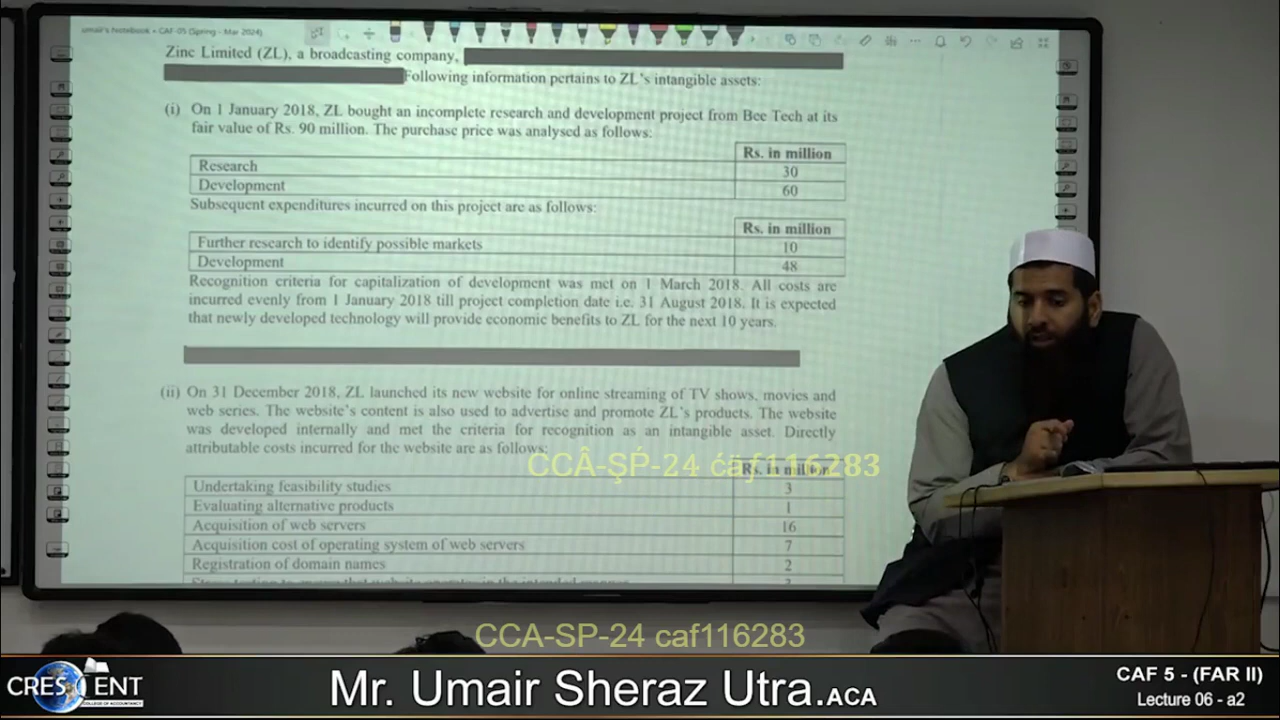 umair's notebook • CAF-05 (Spring - Mar 2024)
Zinc Limited (ZL), a broadcasting company,
Following information pertains to ZL's intangible assets:
(i) On 1 January 2018, ZL bought an incomplete research and development project from Bee Tech at its
fair value of Rs. 90 million. The purchase price was analysed as follows:
Rs. in million
Research 30
Development 60
Subsequent expenditures incurred on this project are as follows:
Rs. in million
Further research to identify possible markets 10
Development 48
Recognition criteria for capitalization of development was met on 1 March 2018. All costs are
incurred evenly from 1 January 2018 till project completion date i.e. 31 August 2018. It is expected
that newly developed technology will provide economic benefits to ZL for the next 10 years.
(ii) On 31 December 2018, ZL launched its new website for online streaming of TV shows, movies and
web series. The website's content is also used to advertise and promote ZL's products. The website
was developed internally and met the criteria for recognition as an intangible asset. Directly
attributable costs incurred for the website are as follows:
CCÂ-ŞŔ-24 ćäƒ116283
Rs. in million
Undertaking feasibility studies 3
Evaluating alternative products 1
Acquisition of web servers 16
Acquisition cost of operating system of web servers 7
Registration of domain names 2
CCA-SP-24 caf116283
CRESCENT
COLLEGE OF ACCOUNTANCY
Mr. Umair Sheraz Utra.ACA
CAF 5 - (FAR II)
Lecture 06 - a2